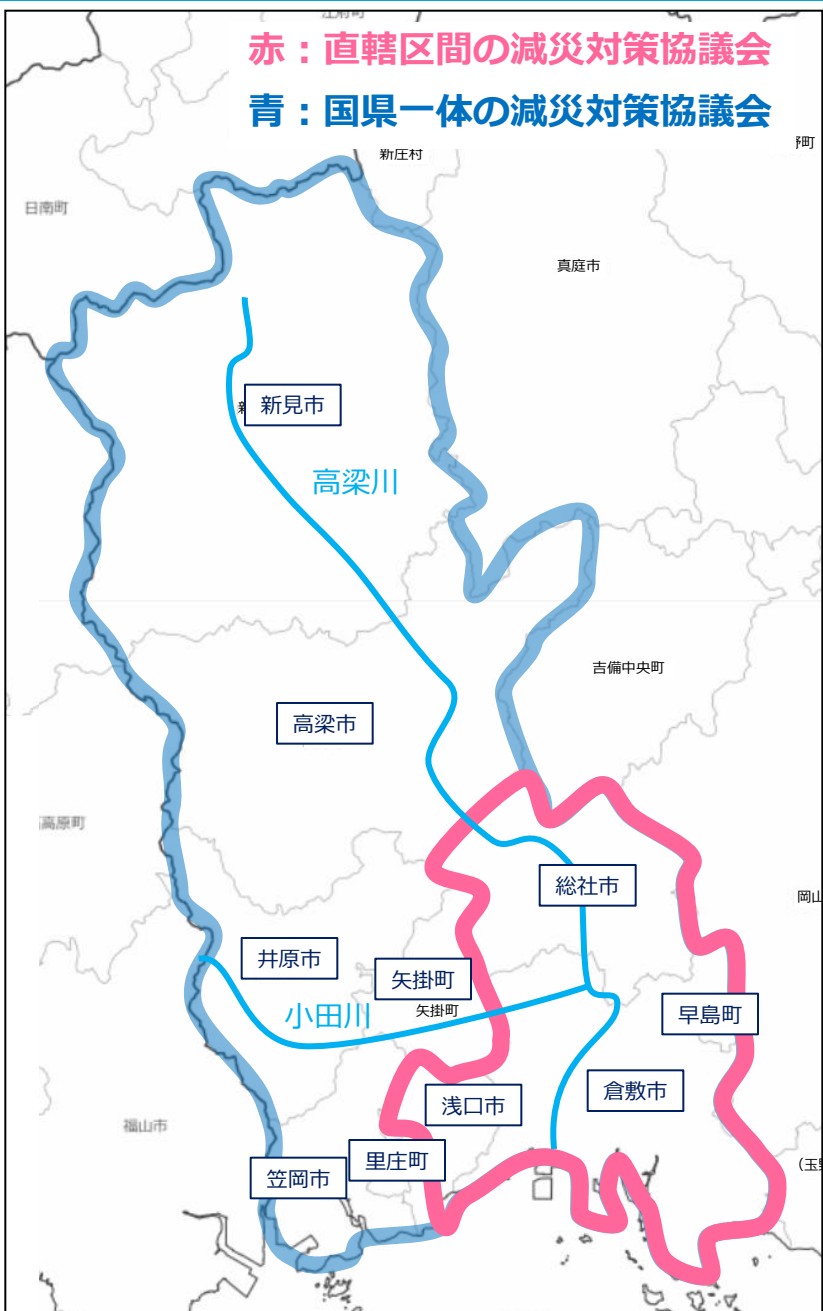 赤：直轄区間の減災対策協議会
青：国県一体の減災対策協議会
新庄村
日南町
真庭市
新見市
高梁川
吉備中央町
高梁市
高原町
総社市
岡山
井原市
矢掛町
矢掛町
小田川
早島町
倉敷市
浅口市
福山市
里庄町
笠岡市